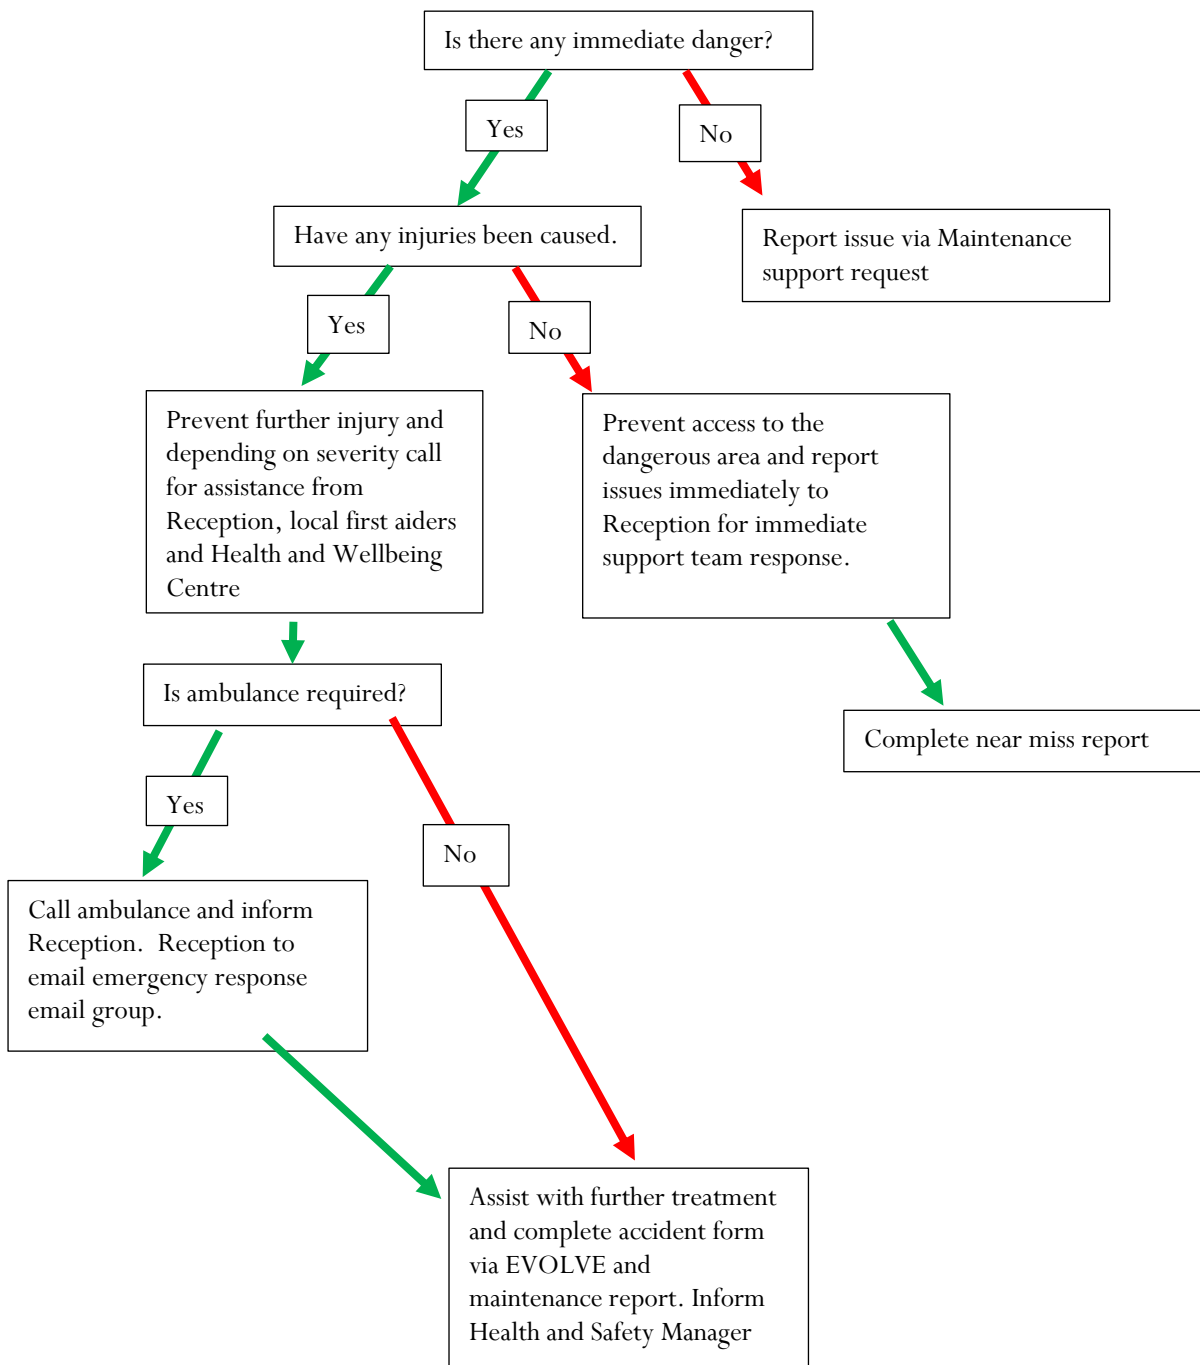 Is there any immediate danger?
Yes
No
Have any injuries been caused.
Report issue via Maintenance
support request
Yes
No
Prevent further injury and
depending on severity call
for assistance from
Reception, local first aiders
and Health and Wellbeing
Centre
Prevent access to the
dangerous area and report
issues immediately to
Reception for immediate
support team response.
Is ambulance required?
Complete near miss report
Yes
No
Call ambulance and inform
Reception.  Reception to
email emergency response
email group.
Assist with further treatment
and complete accident form
via EVOLVE and
maintenance report. Inform
Health and Safety Manager